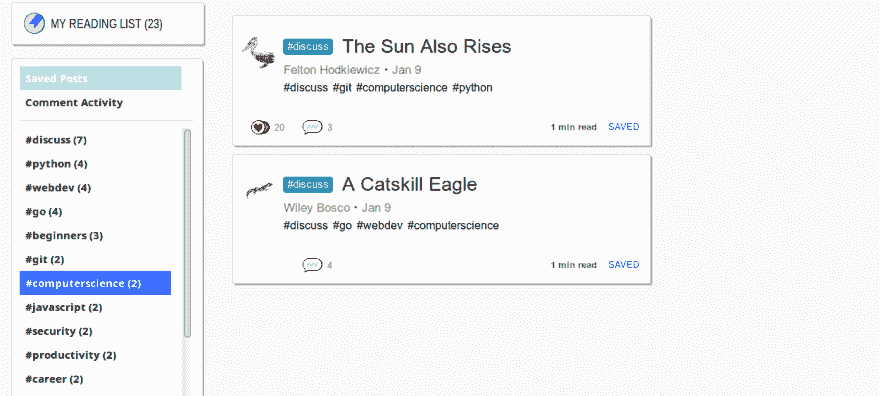 MY READING LIST (23)
Saved Posts
Comment Activity
#discuss (7)
#python (4)
#webdev (4)
#go (4)
#beginners (3)
#git (2)
#computerscience (2)
#javascript (2)
#security (2)
#productivity (2)
#career (2)
#discuss The Sun Also Rises
Felton Hodkiewicz • Jan 9
#discuss #git #computerscience #python
20 3 1 min read SAVED
#discuss A Catskill Eagle
Wiley Bosco • Jan 9
#discuss #go #webdev #computerscience
4 1 min read SAVED